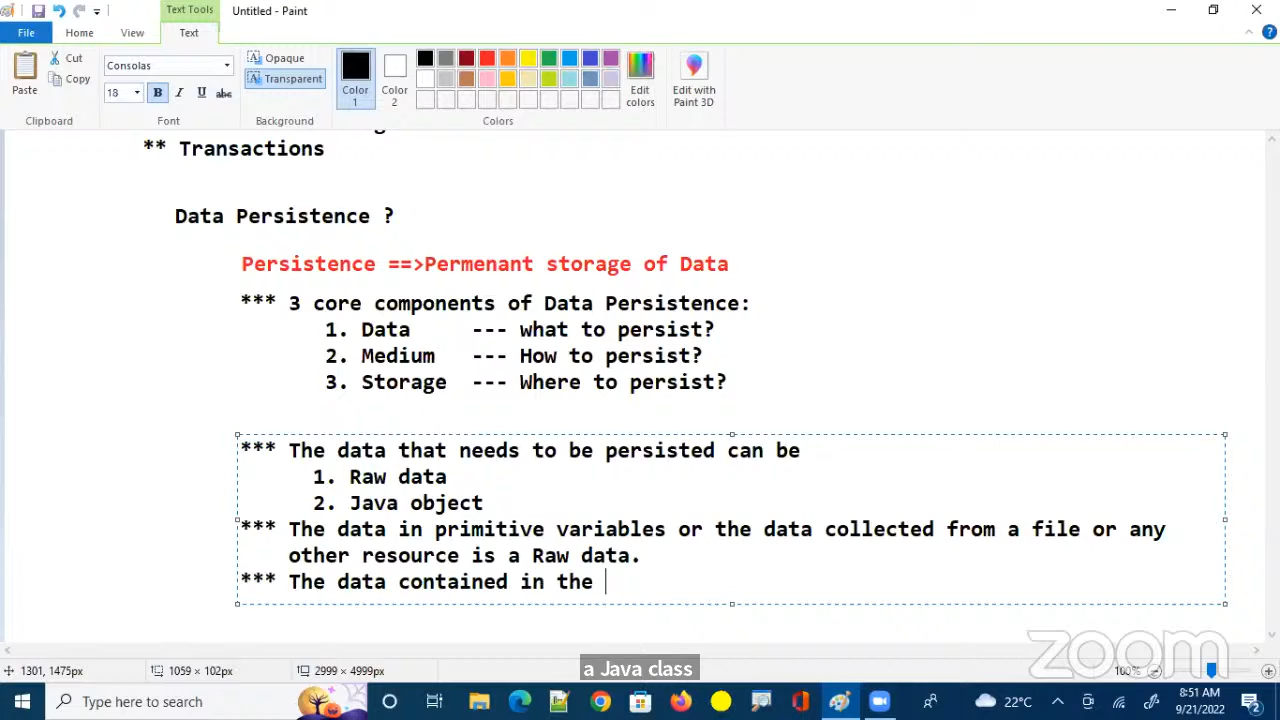 Text Tools
Untitled - Paint
File
Home
View
Text
Paste
Cut
Copy
Clipboard
Consolas
18
B
I
U
abc
Font
Opaque
Transparent
Background
Color 1
Color 2
Edit colors
Colors
Edit with Paint 3D
** Transactions
Data Persistence ?
Persistence ==>Permenant storage of Data
*** 3 core components of Data Persistence:
1. Data --- what to persist?
2. Medium --- How to persist?
3. Storage --- Where to persist?
*** The data that needs to be persisted can be
1. Raw data
2. Java object
*** The data in primitive variables or the data collected from a file or any
other resource is a Raw data.
*** The data contained in the
zoom
1301, 1475px
1059 × 102px
2999 × 4999px
a Java class
100%
Type here to search
22°C
8:51 AM
9/21/2022
2